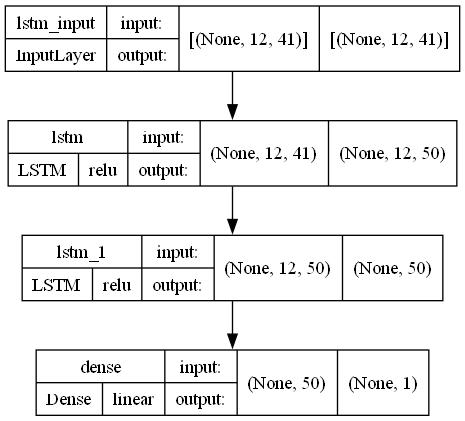 lstm_input input: [(None, 12, 41)] [(None, 12, 41)]
InputLayer output:
lstm input: (None, 12, 41) (None, 12, 50)
LSTM relu output:
lstm_1 input: (None, 12, 50) (None, 50)
LSTM relu output:
dense input: (None, 50) (None, 1)
Dense linear output: